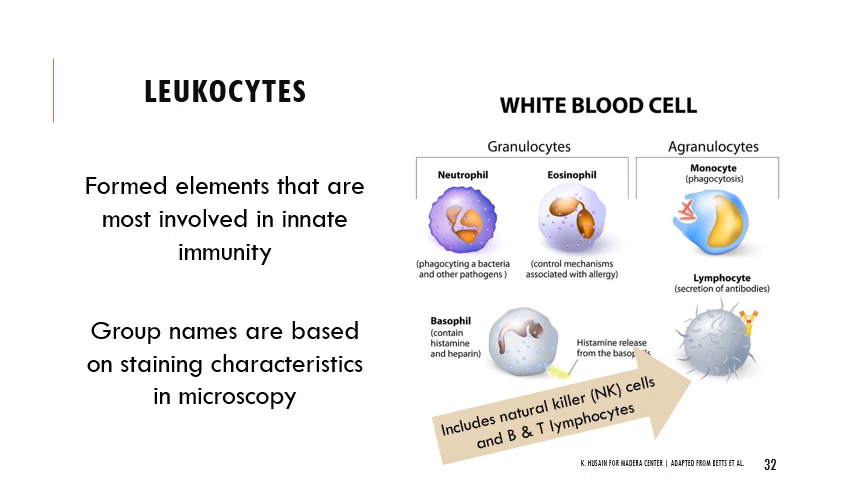 LEUKOCYTES
Formed elements that are
most involved in innate
immunity
Group names are based
on staining characteristics
in microscopy
WHITE BLOOD CELL
Granulocytes
Agranulocytes
Neutrophil
(phagocyting a bacteria
and other pathogens )
Eosinophil
(control mechanisms
associated with allergy)
Monocyte
(phagocytosis)
Lymphocyte
(secretion of antibodies)
Basophil
(contain
histamine
and heparin)
Histamine release
from the basophils
Includes natural killer (NK) cells
and B & T lymphocytes
K. HUSAIN FOR MADERA CENTER | ADAPTED FROM BETTS ET AL.
32